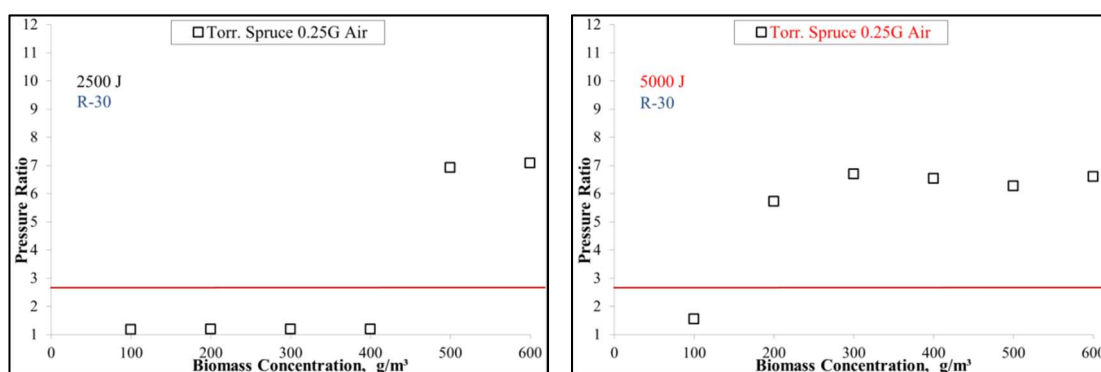 Torr. Spruce 0.25G Air
2500 J
R-30
Pressure Ratio
12
11
10
9
8
7
6
5
4
3
2
1
0 100 200 300 400 500 600
Biomass Concentration, g/m³
Torr. Spruce 0.25G Air
5000 J
R-30
Pressure Ratio
12
11
10
9
8
7
6
5
4
3
2
1
0 100 200 300 400 500 600
Biomass Concentration, g/m³